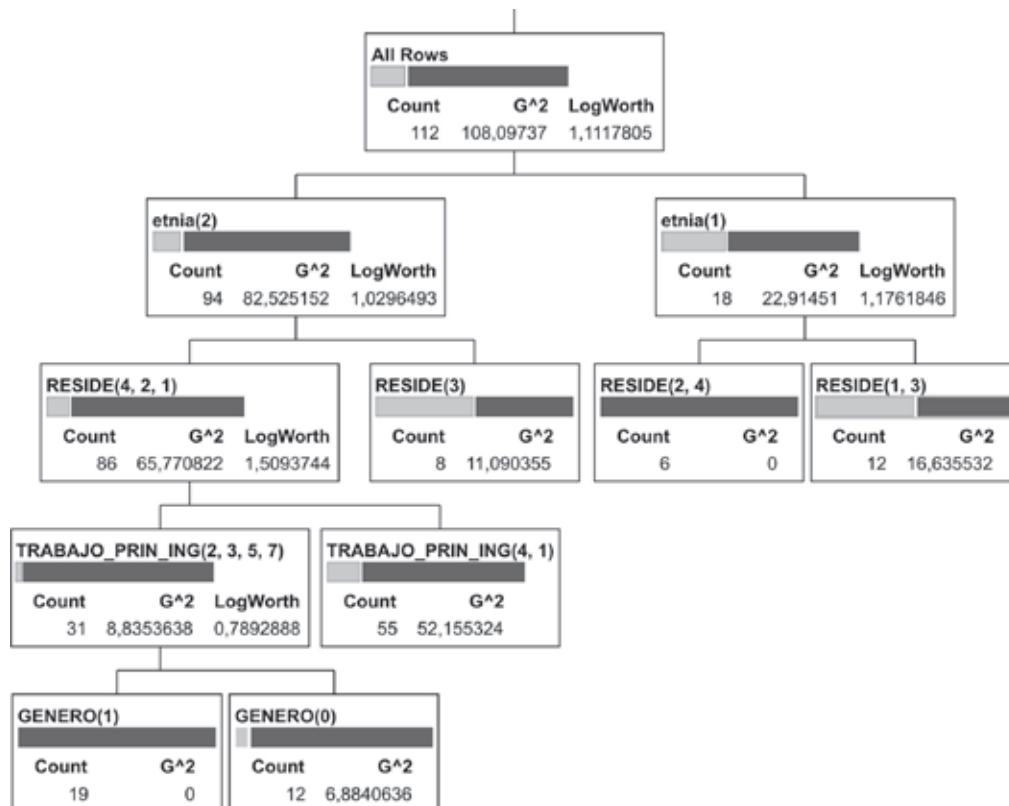 All Rows
Count G^2 LogWorth
112 108,09737 1,1117805
etnia(2)
Count G^2 LogWorth
94 82,525152 1,0296493
etnia(1)
Count G^2 LogWorth
18 22,91451 1,1761846
RESIDE(4, 2, 1)
Count G^2 LogWorth
86 65,770822 1,5093744
RESIDE(3)
Count G^2
8 11,090355
RESIDE(2, 4)
Count G^2
6 0
RESIDE(1, 3)
Count G^2
12 16,635532
TRABAJO_PRIN_ING(2, 3, 5, 7)
Count G^2 LogWorth
31 8,8353638 0,7892888
TRABAJO_PRIN_ING(4, 1)
Count G^2
55 52,155324
GENERO(1)
Count G^2
19 0
GENERO(0)
Count G^2
12 6,8840636